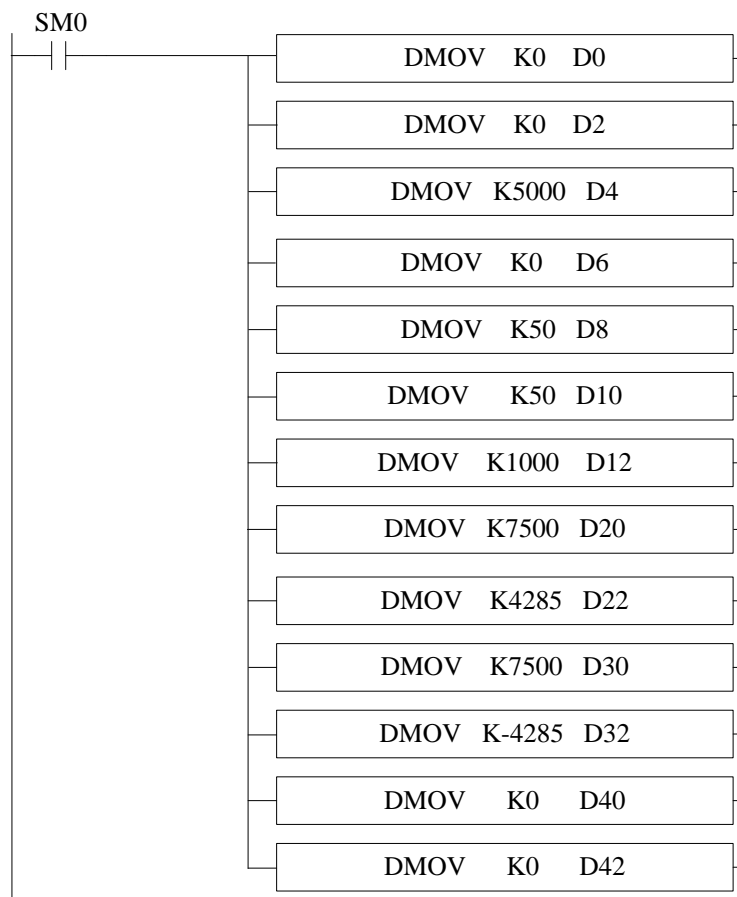 SM0
DMOV K0 D0
DMOV K0 D2
DMOV K5000 D4
DMOV K0 D6
DMOV K50 D8
DMOV K50 D10
DMOV K1000 D12
DMOV K7500 D20
DMOV K4285 D22
DMOV K7500 D30
DMOV K-4285 D32
DMOV K0 D40
DMOV K0 D42